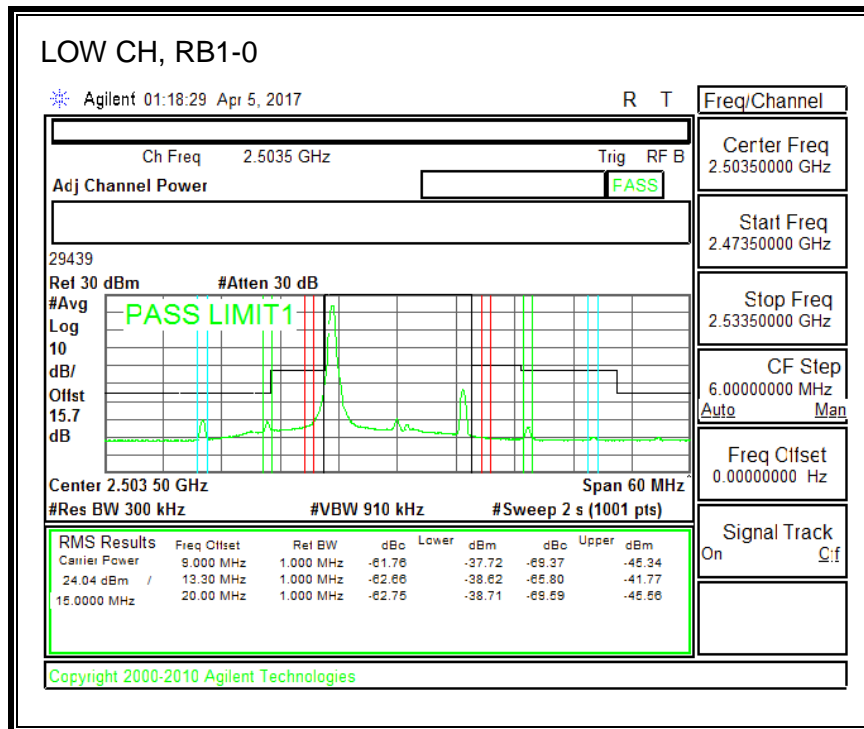 LOW CH, RB1-0
Agilent 01:18:29 Apr 5, 2017 R T
Freq/Channel
Ch Freq 2.5035 GHz Trig RF B
Adj Channel Power PASS
Center Freq
2.50350000 GHz
Start Freq
2.47350000 GHz
29439
Ref 30 dBm #Atten 30 dB
#Avg
Log
10
dB/
Offst
15.7
dB
PASS LIMIT1
Stop Freq
2.53350000 GHz
CF Step
6.00000000 MHz
Auto Man
Freq Offset
0.00000000 Hz
Center 2.503 50 GHz Span 60 MHz
#Res BW 300 kHz #VBW 910 kHz #Sweep 2 s (1001 pts)
Signal Track
On Off
RMS Results Freq Offset Ref BW dBc Lower dBm dBc Upper dBm
Carrier Power 9.000 MHz 1.000 MHz -61.76 -37.72 -69.37 -45.34
24.04 dBm / 13.30 MHz 1.000 MHz -62.66 -38.62 -65.80 -41.77
15.0000 MHz 20.00 MHz 1.000 MHz -62.75 -38.71 -69.59 -45.56
Copyright 2000-2010 Agilent Technologies